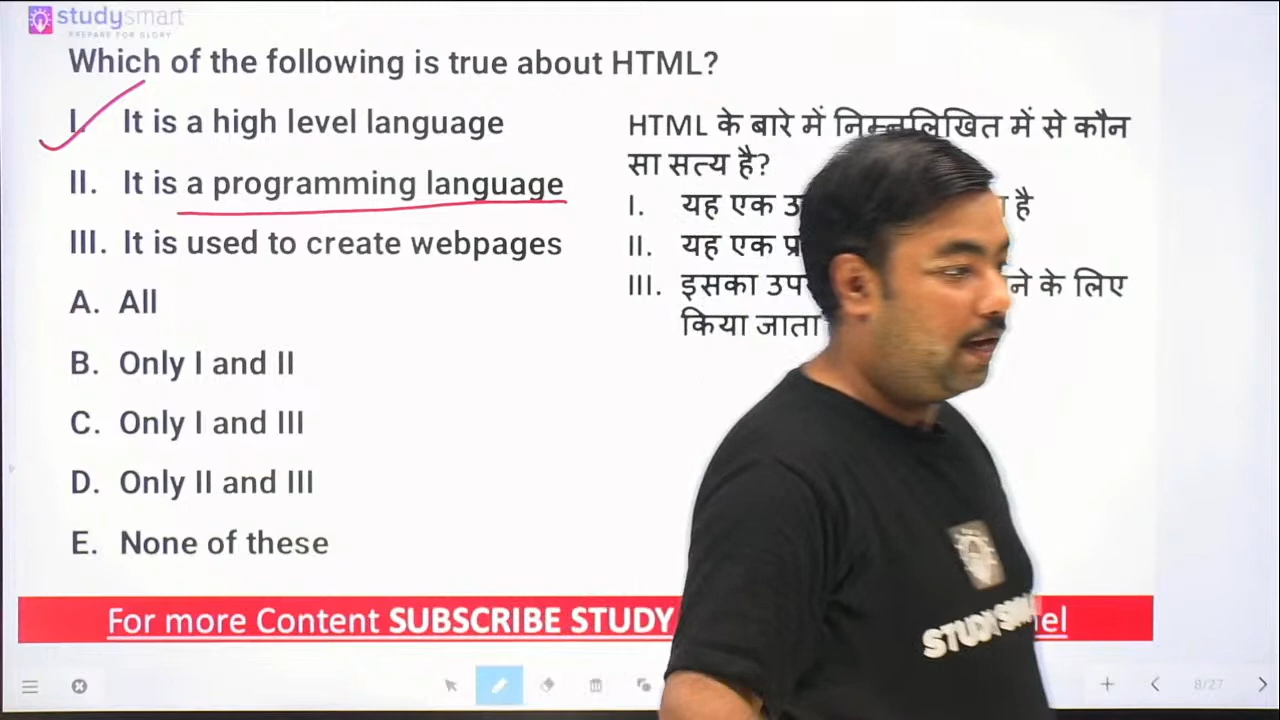 studysmart
PREPARE FOR GLORY
Which of the following is true about HTML?
I. It is a high level language
II. It is a programming language
III. It is used to create webpages
A. All
B. Only I and II
C. Only I and III
D. Only II and III
E. None of these
HTML के बारे में निम्नलिखित में से कौन
सा सत्य है?
I. यह एक है
II. यह एक
III. इसका के लिए
किया जाता
For more Content SUBSCRIBE STUDY
STUDY SMART
8/27